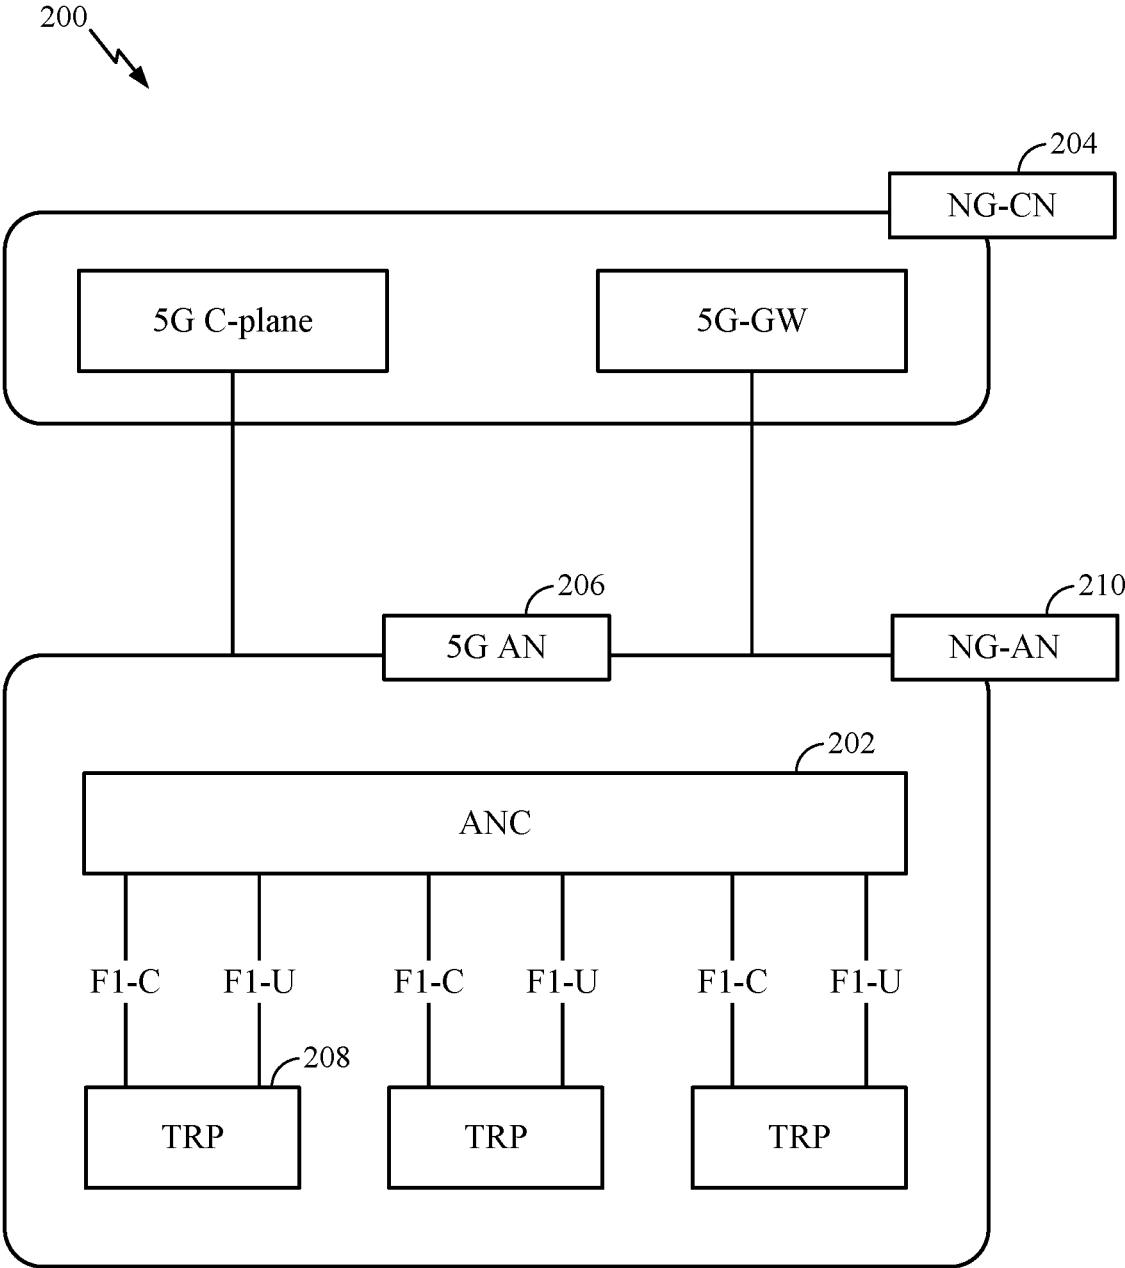 200
204
NG-CN
5G C-plane
5G-GW
206
210
5G AN
NG-AN
202
ANC
F1-C F1-U F1-C F1-U F1-C F1-U
208
TRP TRP TRP